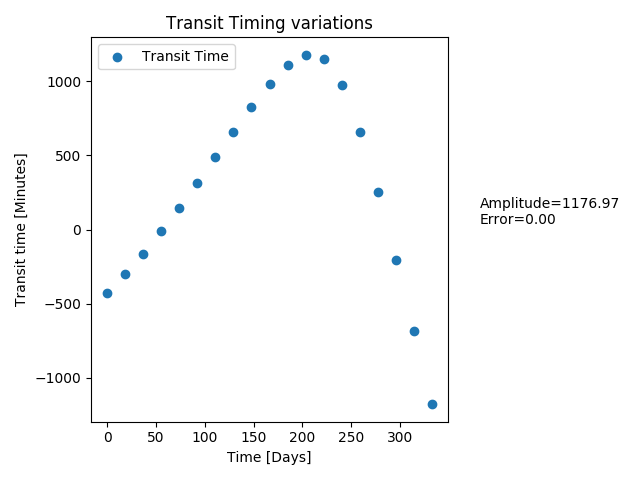 Transit Timing variations
Transit Time
Transit time [Minutes]
1000
500
0
−500
−1000
Amplitude=1176.97
Error=0.00
0 50 100 150 200 250 300
Time [Days]